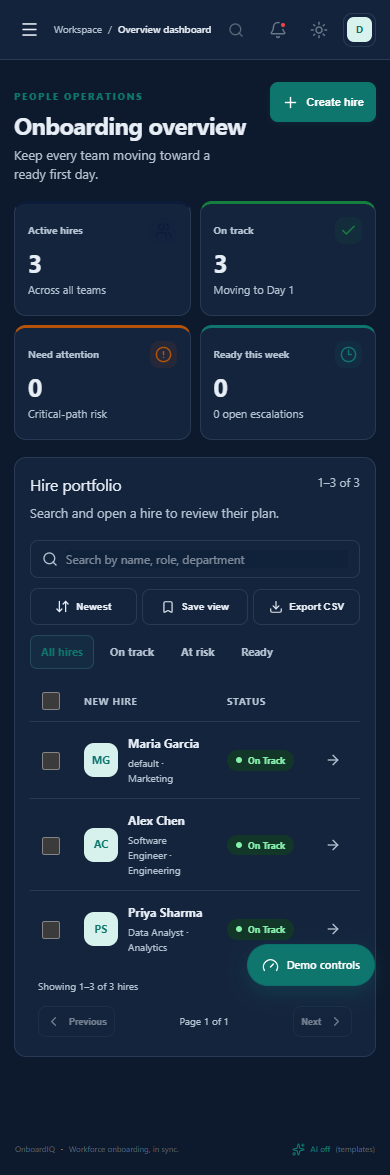 Workspace / Overview dashboard
D
PEOPLE OPERATIONS
Create hire
Onboarding overview
Keep every team moving toward a
ready first day.
Active hires
3
Across all teams
On track
3
Moving to Day 1
Need attention
0
Critical-path risk
Ready this week
0
0 open escalations
Hire portfolio
1–3 of 3
Search and open a hire to review their plan.
Search by name, role, department
Newest
Save view
Export CSV
All hires
On track
At risk
Ready
NEW HIRE
STATUS
MG
Maria Garcia
default ·
Marketing
On Track
AC
Alex Chen
Software
Engineer ·
Engineering
On Track
PS
Priya Sharma
Data Analyst ·
Analytics
On Track
Demo controls
Showing 1–3 of 3 hires
Previous
Page 1 of 1
Next
OnboardIQ · Workforce onboarding, in sync.
AI off (templates)